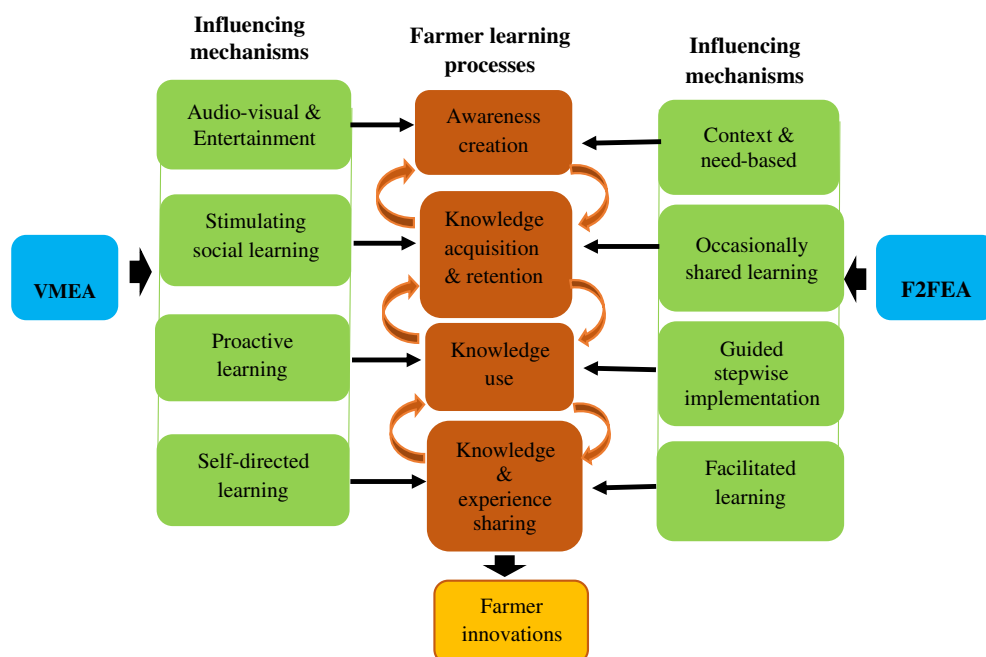 Influencing
mechanisms
Farmer learning
processes
Influencing
mechanisms
Audio-visual &
Entertainment
Awareness
creation
Context &
need-based
Stimulating
social learning
Knowledge
acquisition
& retention
Occasionally
shared learning
VMEA
F2FEA
Proactive
learning
Knowledge
use
Guided
stepwise
implementation
Self-directed
learning
Knowledge
&
experience
sharing
Facilitated
learning
Farmer
innovations